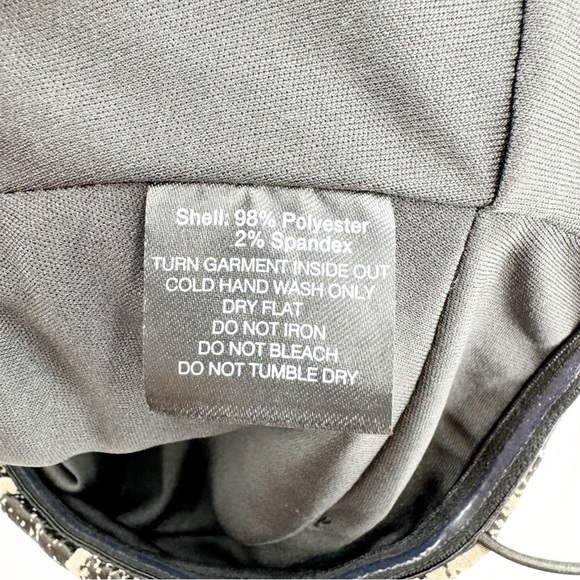 Shell: 98% Polyester
2% Spandex
TURN GARMENT INSIDE OUT
COLD HAND WASH ONLY
DRY FLAT
DO NOT IRON
DO NOT BLEACH
DO NOT TUMBLE DRY